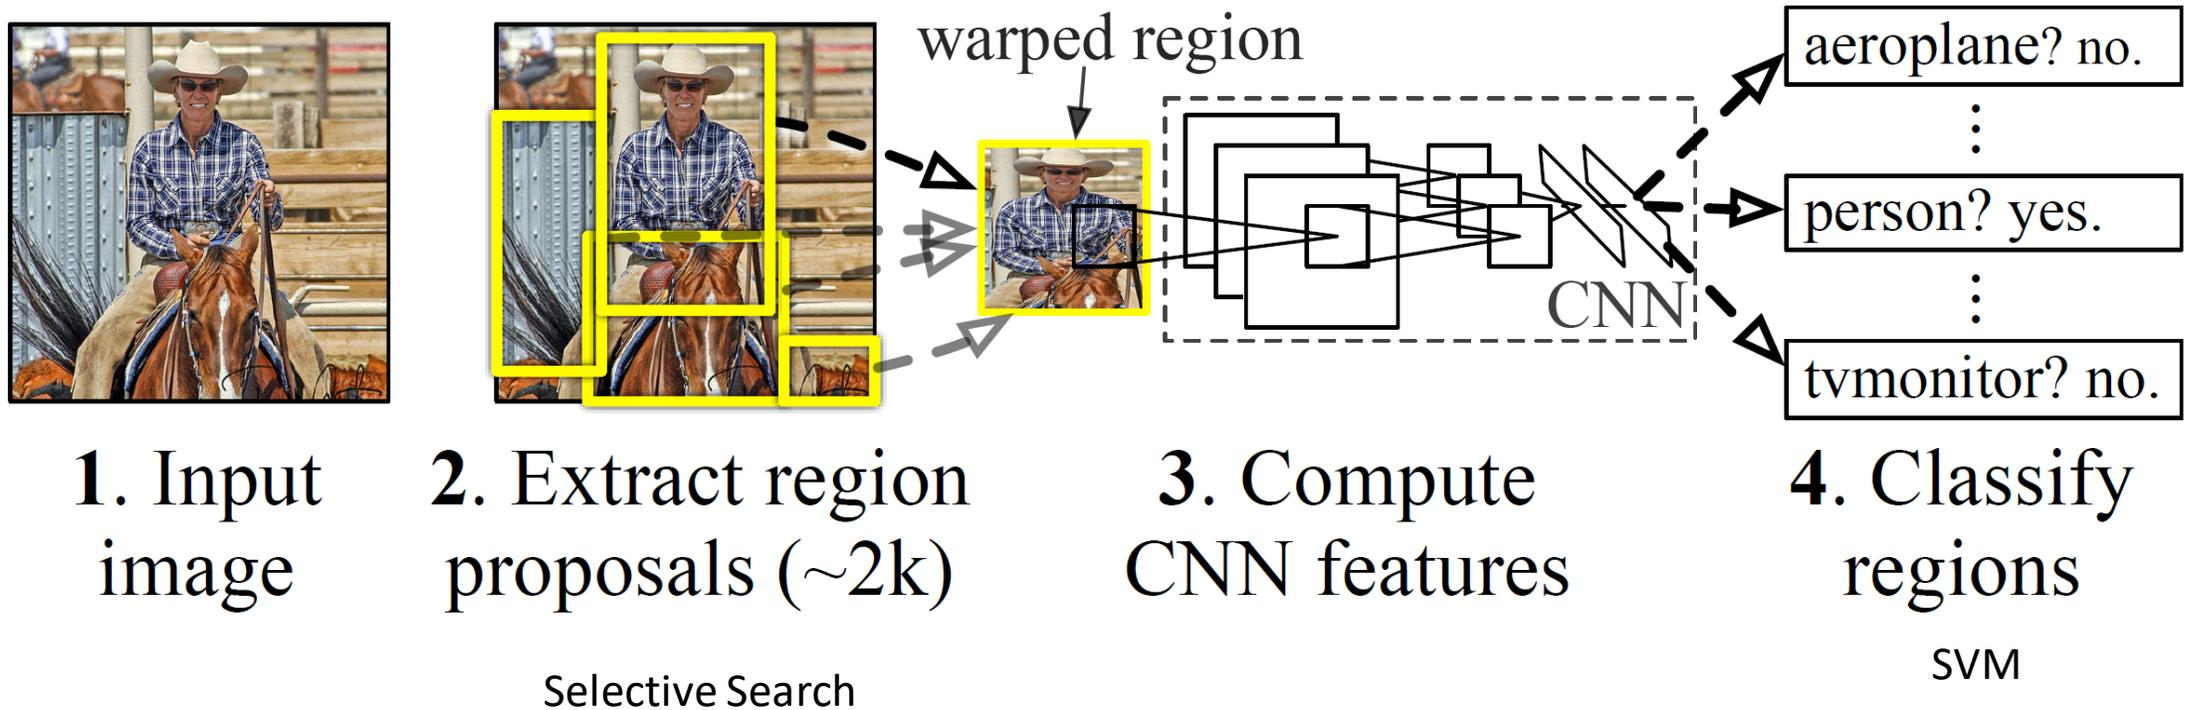 warped region
aeroplane? no.
person? yes.
tvmonitor? no.
CNN
1. Input
image
2. Extract region
proposals (~2k)
3. Compute
CNN features
4. Classify
regions
Selective Search
SVM